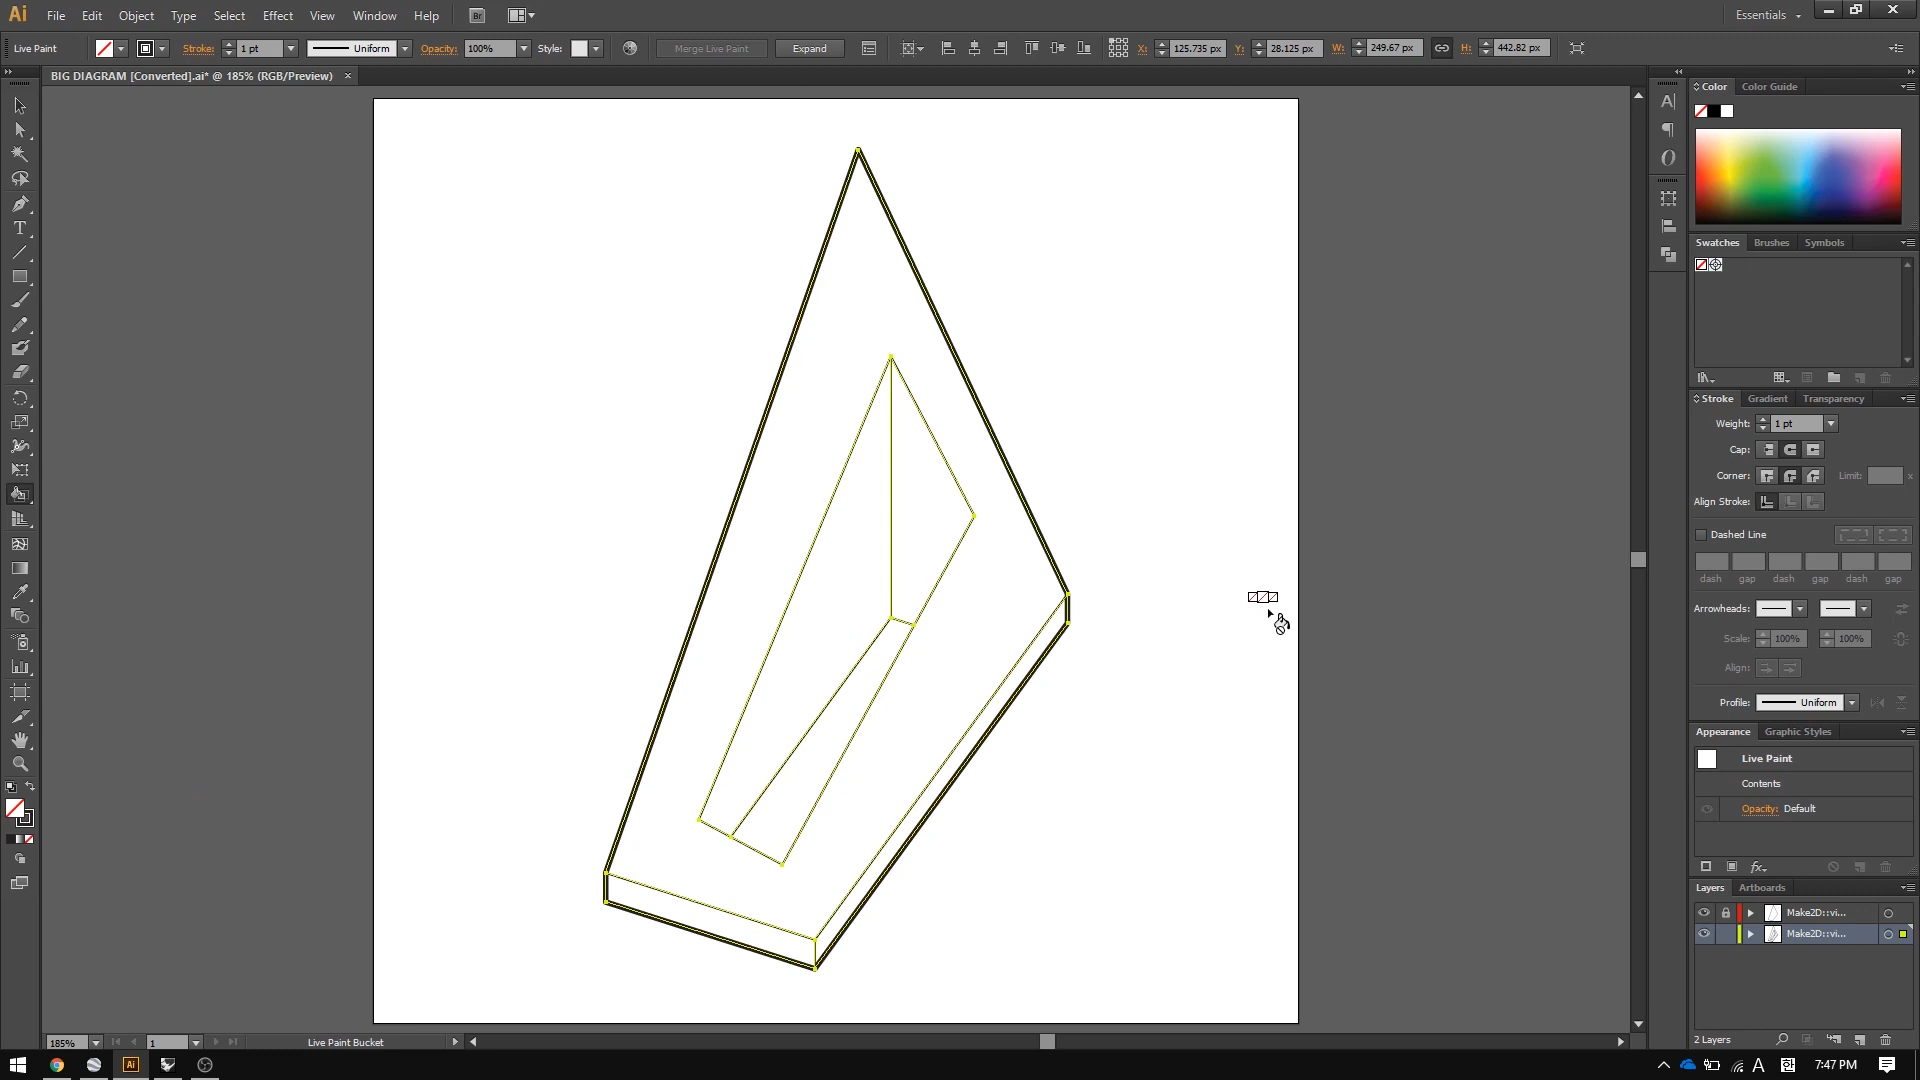 Ai File Edit Object Type Select Effect View Window Help Br Essentials
Live Paint Stroke: 1 pt Uniform Opacity: 100% Style: Merge Live Paint Expand X: 125.735 px Y: 28.125 px W: 249.67 px H: 442.82 px
BIG DIAGRAM [Converted].ai* @ 185% (RGB/Preview)
Color Color Guide
Swatches Brushes Symbols
Stroke Gradient Transparency
Weight: 1 pt
Cap:
Corner: Limit: x
Align Stroke:
Dashed Line
dash gap dash gap dash gap
Arrowheads:
Scale: 100% 100%
Align:
Profile: Uniform
Appearance Graphic Styles
Live Paint
Contents
Opacity: Default
fx
Layers Artboards
Make2D::vi...
Make2D::vi...
2 Layers
185% 1 Live Paint Bucket
Ai A 7:47 PM